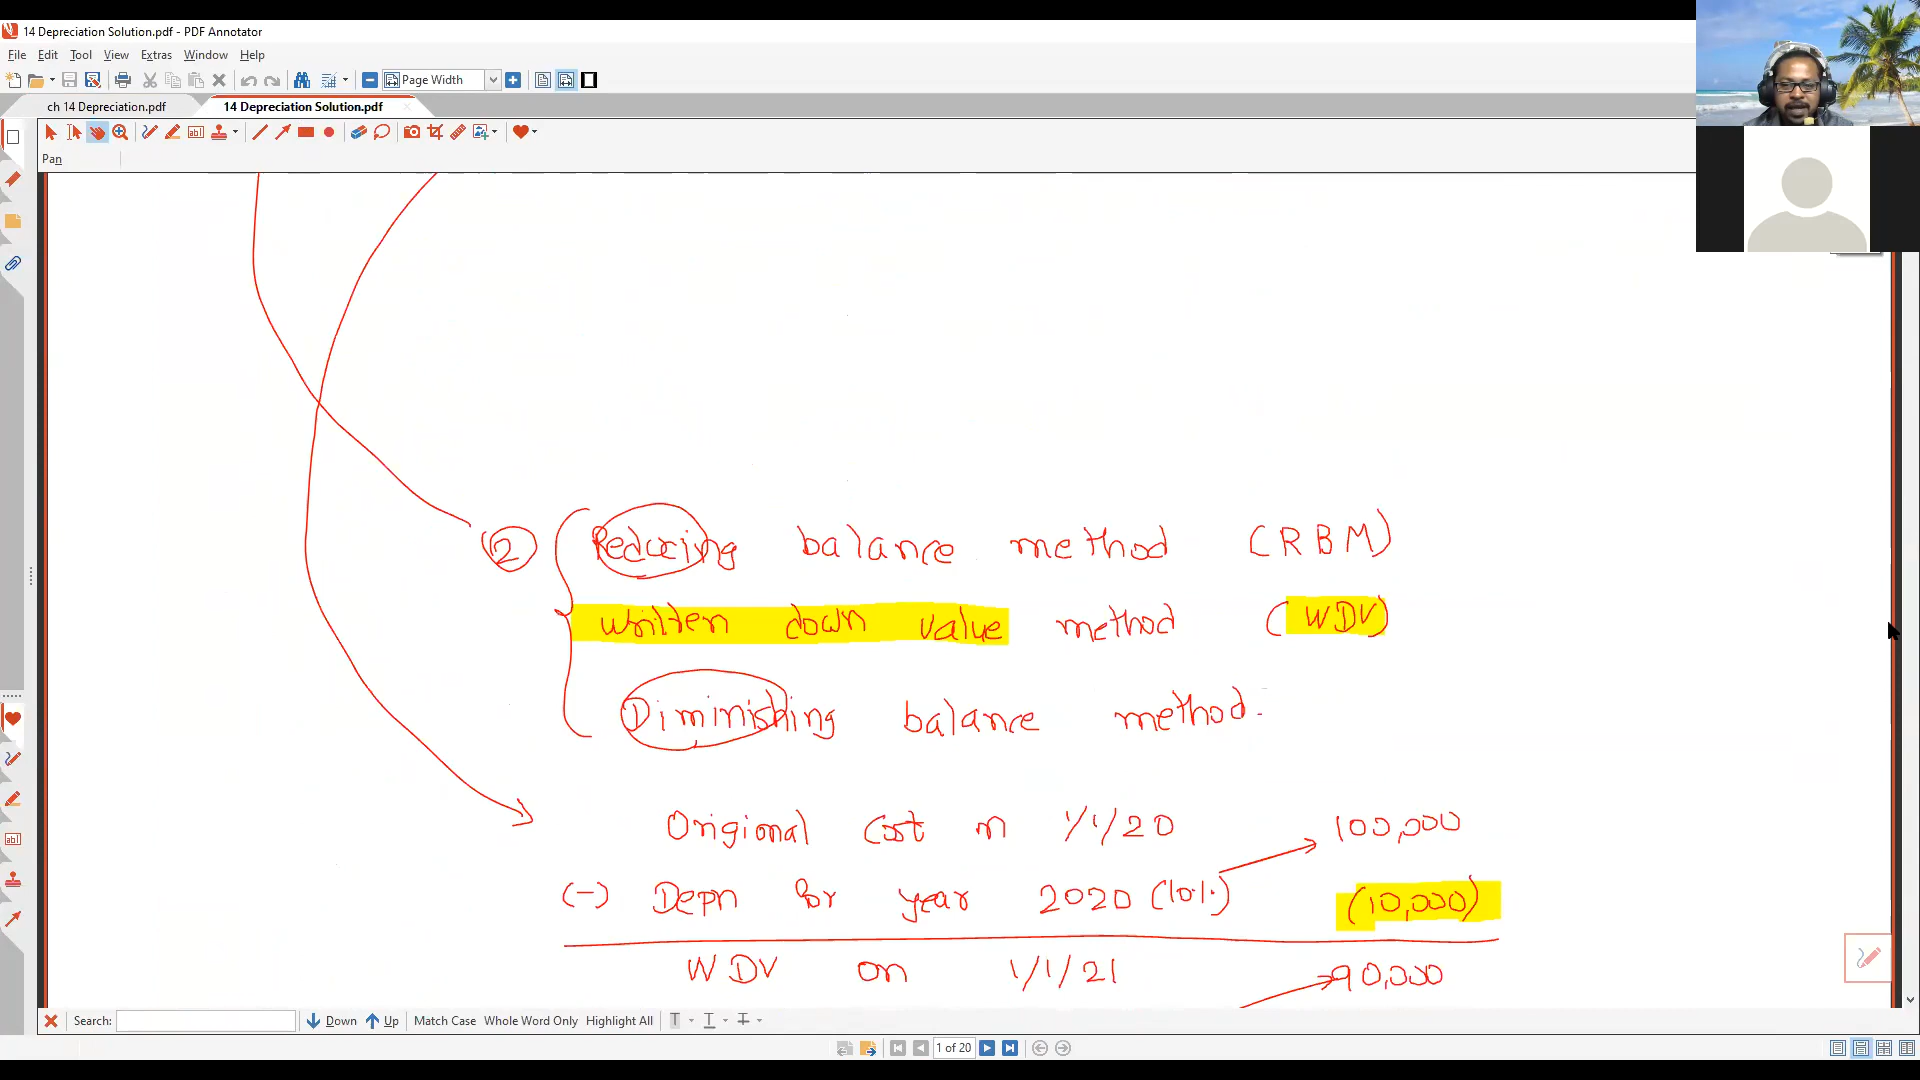 14 Depreciation Solution.pdf - PDF Annotator
File Edit Tool View Extras Window Help
Page Width
ch 14 Depreciation.pdf 14 Depreciation Solution.pdf
Pan
2 Reducing balance method (RBM)
written down value method (WDV)
Diminishing balance method.
Origional Cost on 1/1/20 100,000
(-) Depn for year 2020 (10%) (10,000)
WDV on 1/1/21 90,000
Search: Down Up Match Case Whole Word Only Highlight All
1 of 20